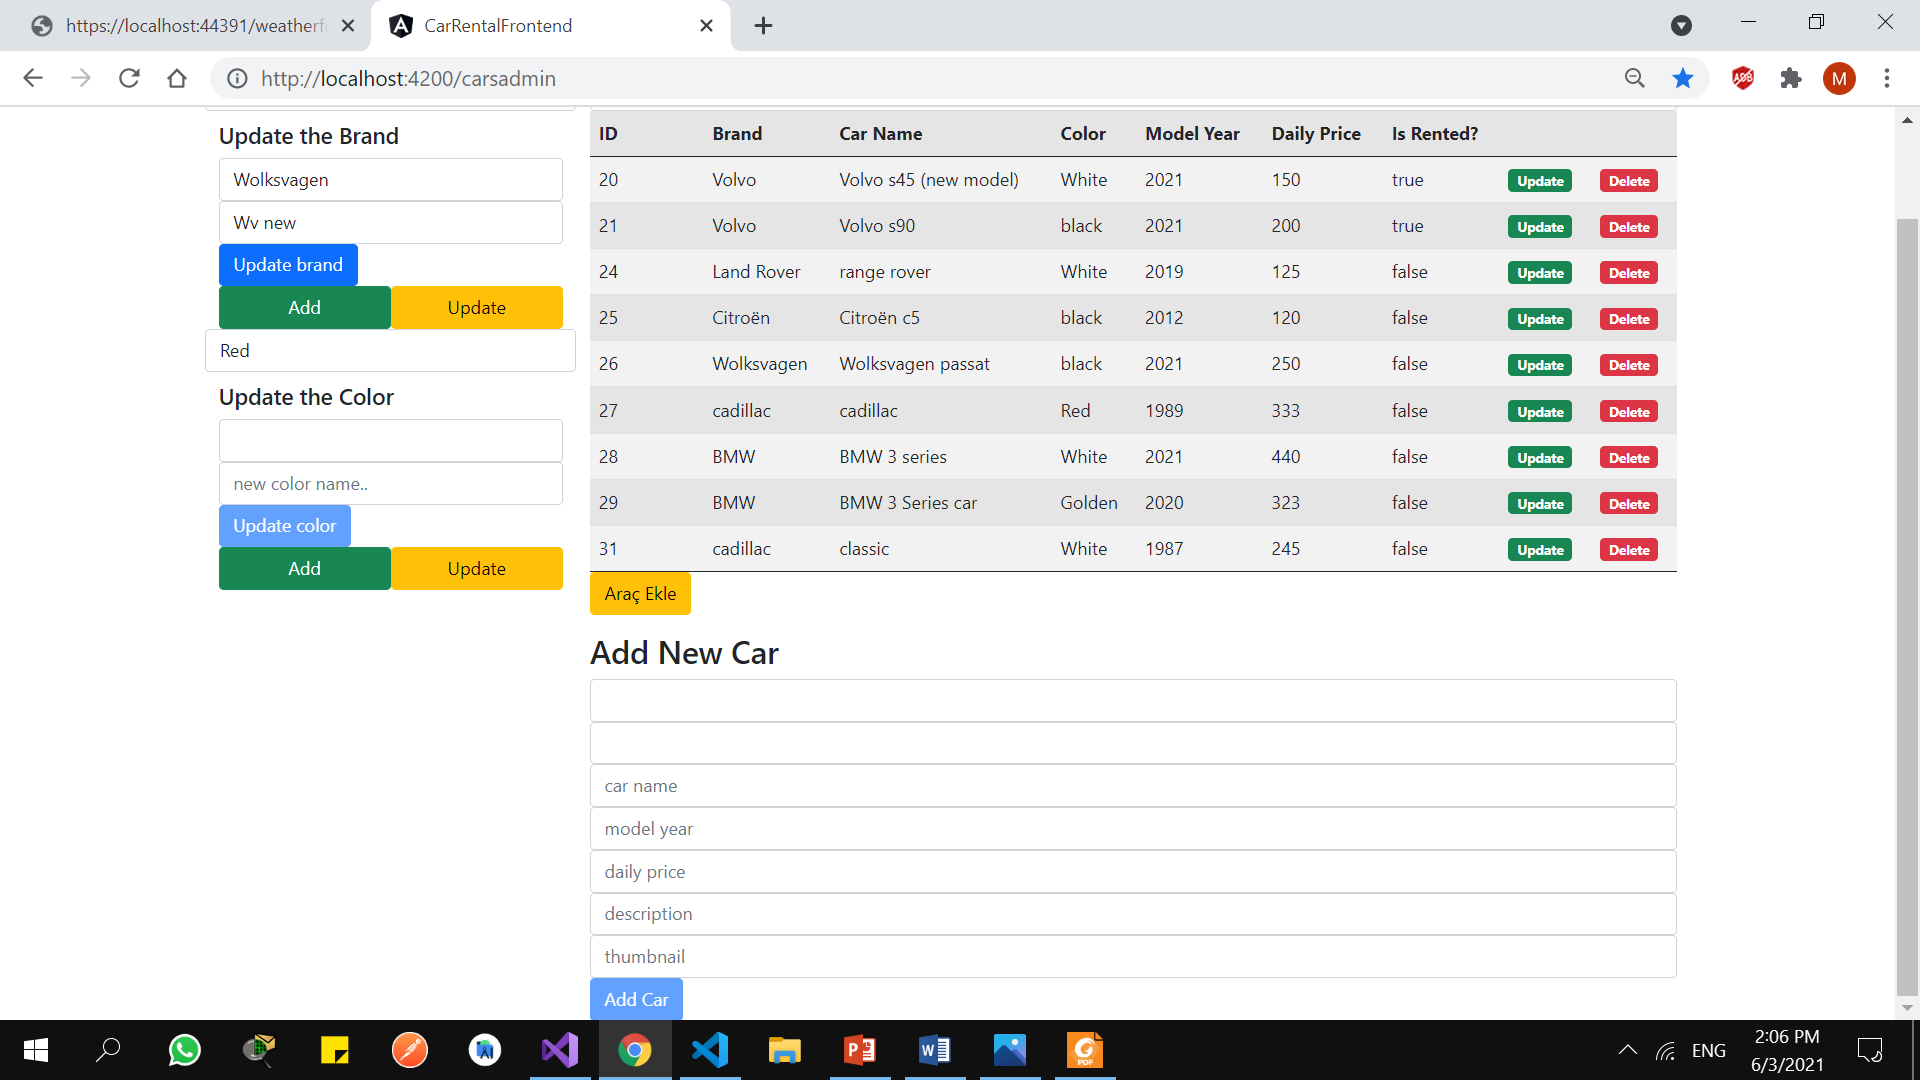 https://localhost:44391/weatherf
CarRentalFrontend
http://localhost:4200/carsadmin
ABP
M
Update the Brand
Wolksvagen
Wv new
Update brand
Add Update
Red
Update the Color
new color name..
Update color
Add Update
ID Brand Car Name Color Model Year Daily Price Is Rented?
20 Volvo Volvo s45 (new model) White 2021 150 true Update Delete
21 Volvo Volvo s90 black 2021 200 true Update Delete
24 Land Rover range rover White 2019 125 false Update Delete
25 Citroën Citroën c5 black 2012 120 false Update Delete
26 Wolksvagen Wolksvagen passat black 2021 250 false Update Delete
27 cadillac cadillac Red 1989 333 false Update Delete
28 BMW BMW 3 series White 2021 440 false Update Delete
29 BMW BMW 3 Series car Golden 2020 323 false Update Delete
31 cadillac classic White 1987 245 false Update Delete
Araç Ekle
Add New Car
car name
model year
daily price
description
thumbnail
Add Car
PDF
ENG
2:06 PM
6/3/2021